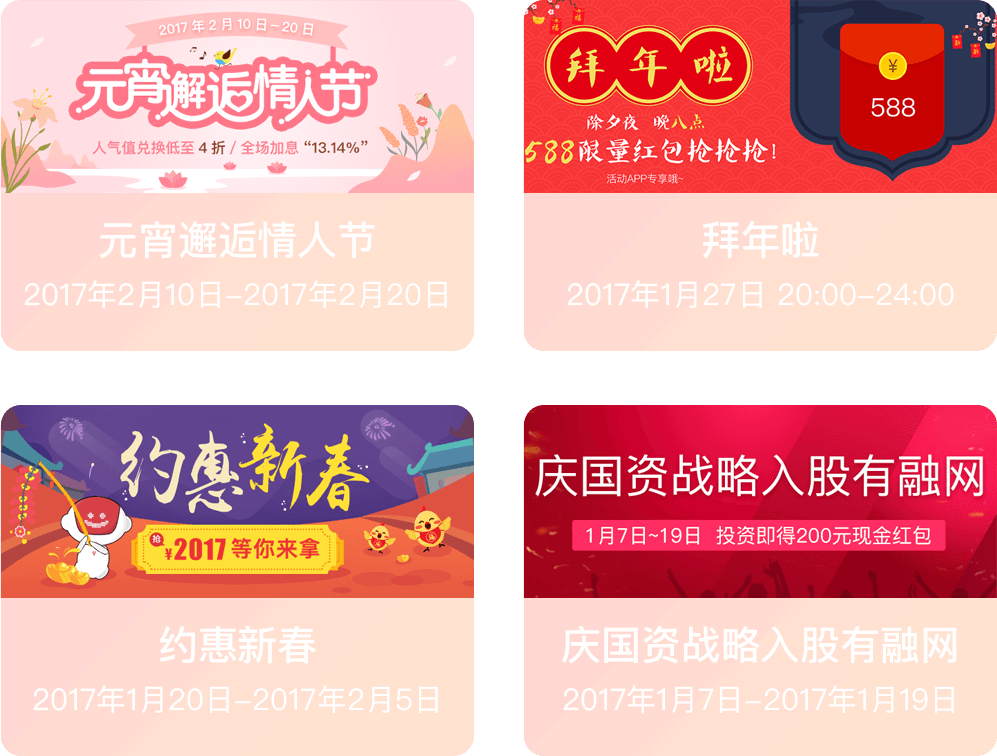 2017年2月10日-20日
元宵邂逅情人节
人气值兑换低至 4 折 / 全场加息 “13.14%”
元宵邂逅情人节
2017年2月10日-2017年2月20日
拜年啦
¥
588
除夕夜 晚八点
588限量红包抢抢抢!
活动APP专享哦~
拜年啦
2017年1月27日 20:00-24:00
约惠新春
抢
¥2017等你来拿
约惠新春
2017年1月20日-2017年2月5日
庆国资战略入股有融网
1月7日~19日 投资即得200元现金红包
庆国资战略入股有融网
2017年1月7日-2017年1月19日